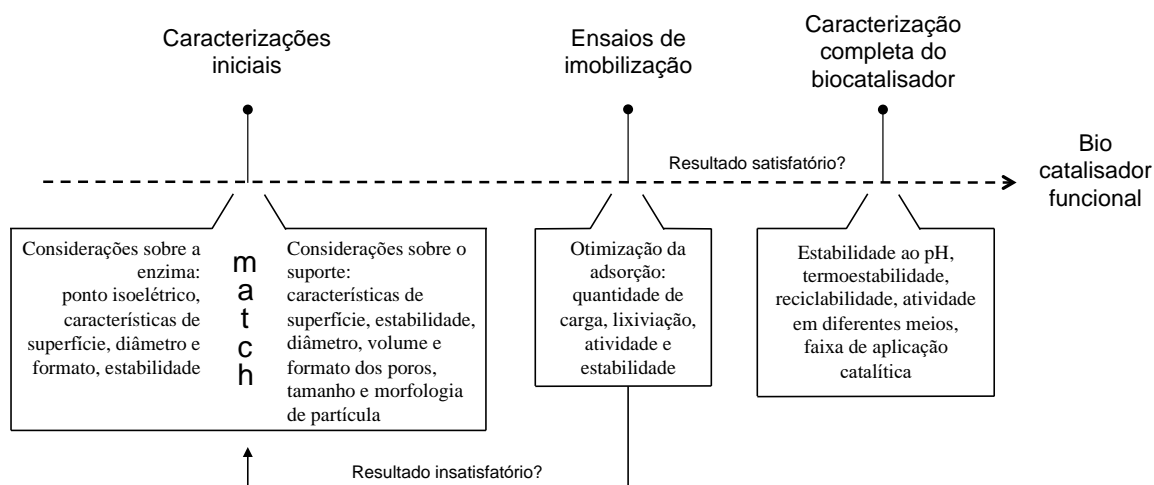 Caracterizações
iniciais
Ensaios de
imobilização
Caracterização
completa do
biocatalisador
Resultado satisfatório?
Bio
catalisador
funcional
Considerações sobre a
enzima:
ponto isoelétrico,
características de
superfície, diâmetro e
formato, estabilidade
m
a
t
c
h
Considerações sobre o
suporte:
características de
superfície, estabilidade,
diâmetro, volume e
formato dos poros,
tamanho e morfologia
de partícula
Otimização da
adsorção:
quantidade de
carga, lixiviação,
atividade e
estabilidade
Estabilidade ao pH,
termoestabilidade,
reciclabilidade, atividade
em diferentes meios,
faixa de aplicação
catalítica
Resultado insatisfatório?